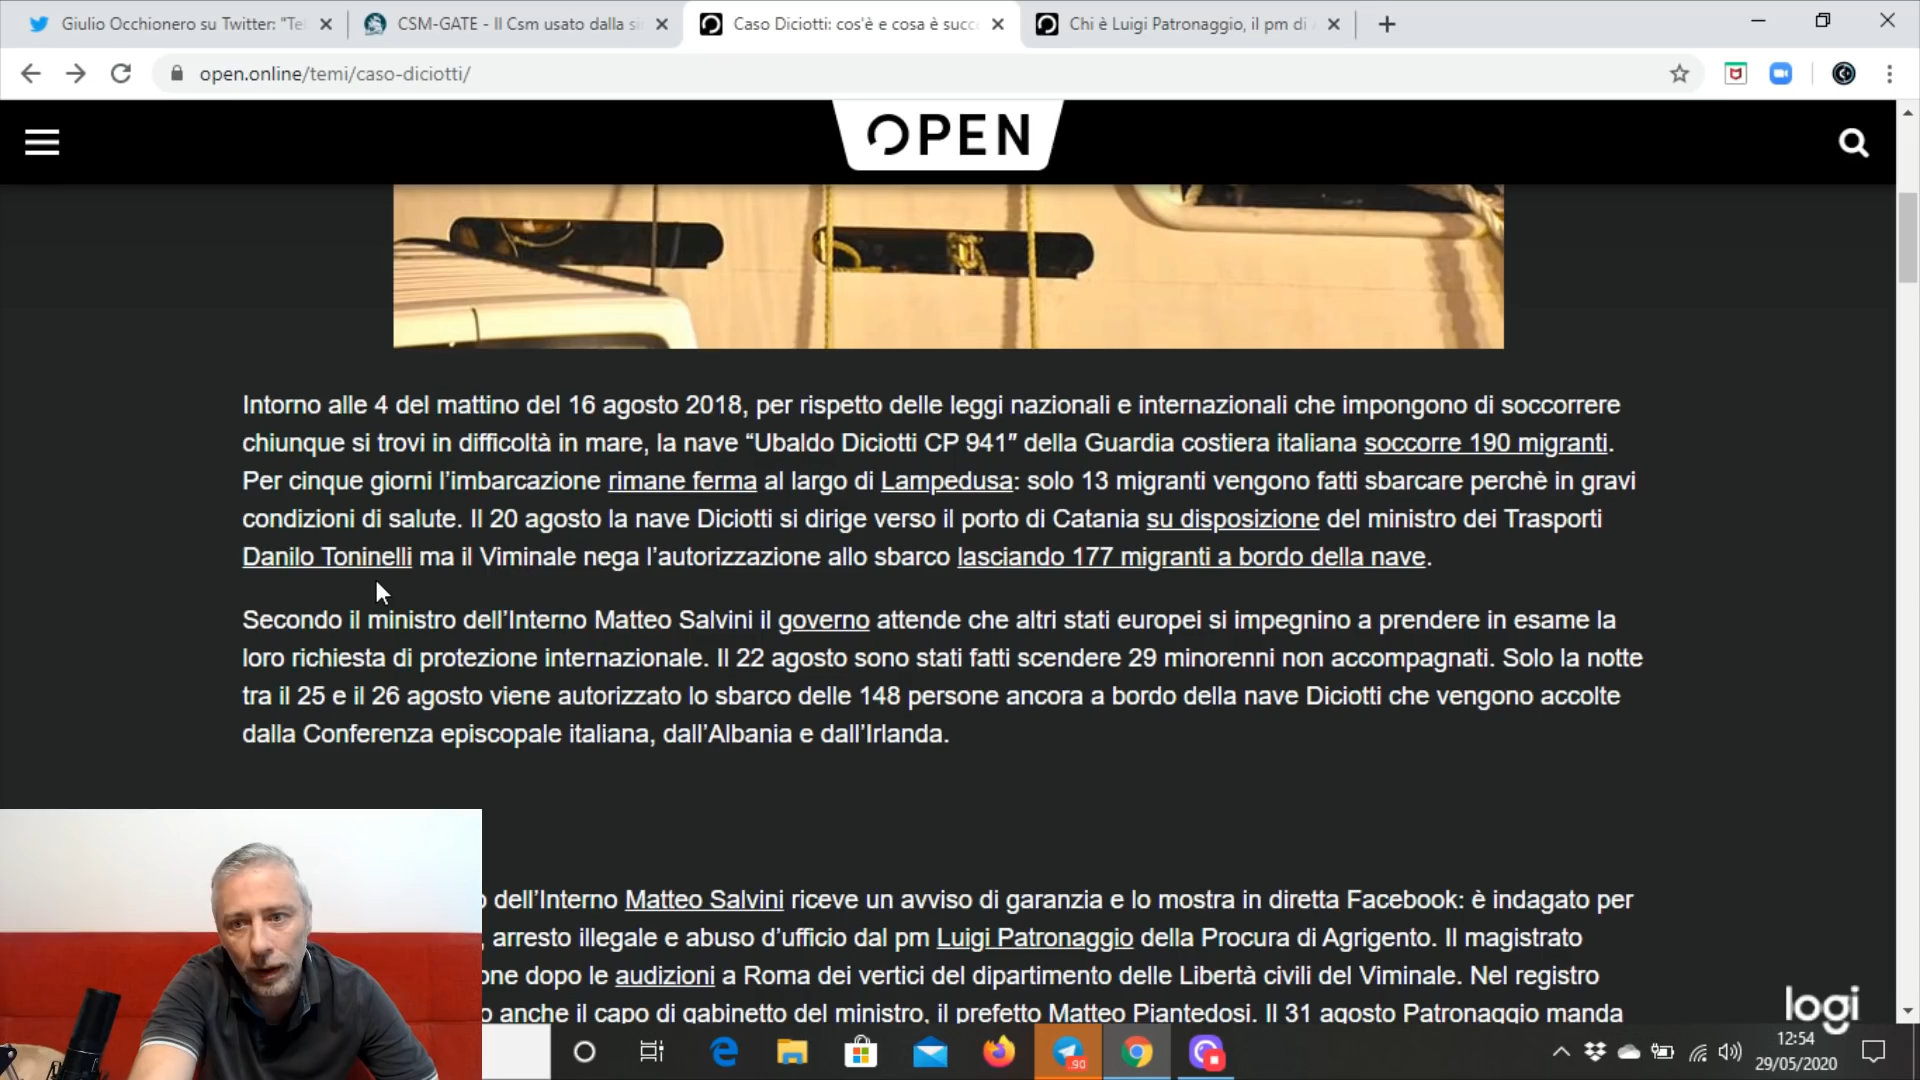 Giulio Occhionero su Twitter: "Te
CSM-GATE - Il Csm usato dalla si
Caso Diciotti: cos'è e cosa è succ
Chi è Luigi Patronaggio, il pm di
open.online/temi/caso-diciotti/
OPEN
Intorno alle 4 del mattino del 16 agosto 2018, per rispetto delle leggi nazionali e internazionali che impongono di soccorrere
chiunque si trovi in difficoltà in mare, la nave “Ubaldo Diciotti CP 941″ della Guardia costiera italiana soccorre 190 migranti.
Per cinque giorni l’imbarcazione rimane ferma al largo di Lampedusa: solo 13 migranti vengono fatti sbarcare perchè in gravi
condizioni di salute. Il 20 agosto la nave Diciotti si dirige verso il porto di Catania su disposizione del ministro dei Trasporti
Danilo Toninelli ma il Viminale nega l’autorizzazione allo sbarco lasciando 177 migranti a bordo della nave.
Secondo il ministro dell’Interno Matteo Salvini il governo attende che altri stati europei si impegnino a prendere in esame la
loro richiesta di protezione internazionale. Il 22 agosto sono stati fatti scendere 29 minorenni non accompagnati. Solo la notte
tra il 25 e il 26 agosto viene autorizzato lo sbarco delle 148 persone ancora a bordo della nave Diciotti che vengono accolte
dalla Conferenza episcopale italiana, dall’Albania e dall’Irlanda.
dell’Interno Matteo Salvini riceve un avviso di garanzia e lo mostra in diretta Facebook: è indagato per
, arresto illegale e abuso d’ufficio dal pm Luigi Patronaggio della Procura di Agrigento. Il magistrato
one dopo le audizioni a Roma dei vertici del dipartimento delle Libertà civili del Viminale. Nel registro
o anche il capo di gabinetto del ministro, il prefetto Matteo Piantedosi. Il 31 agosto Patronaggio manda
logi
90
12:54
29/05/2020